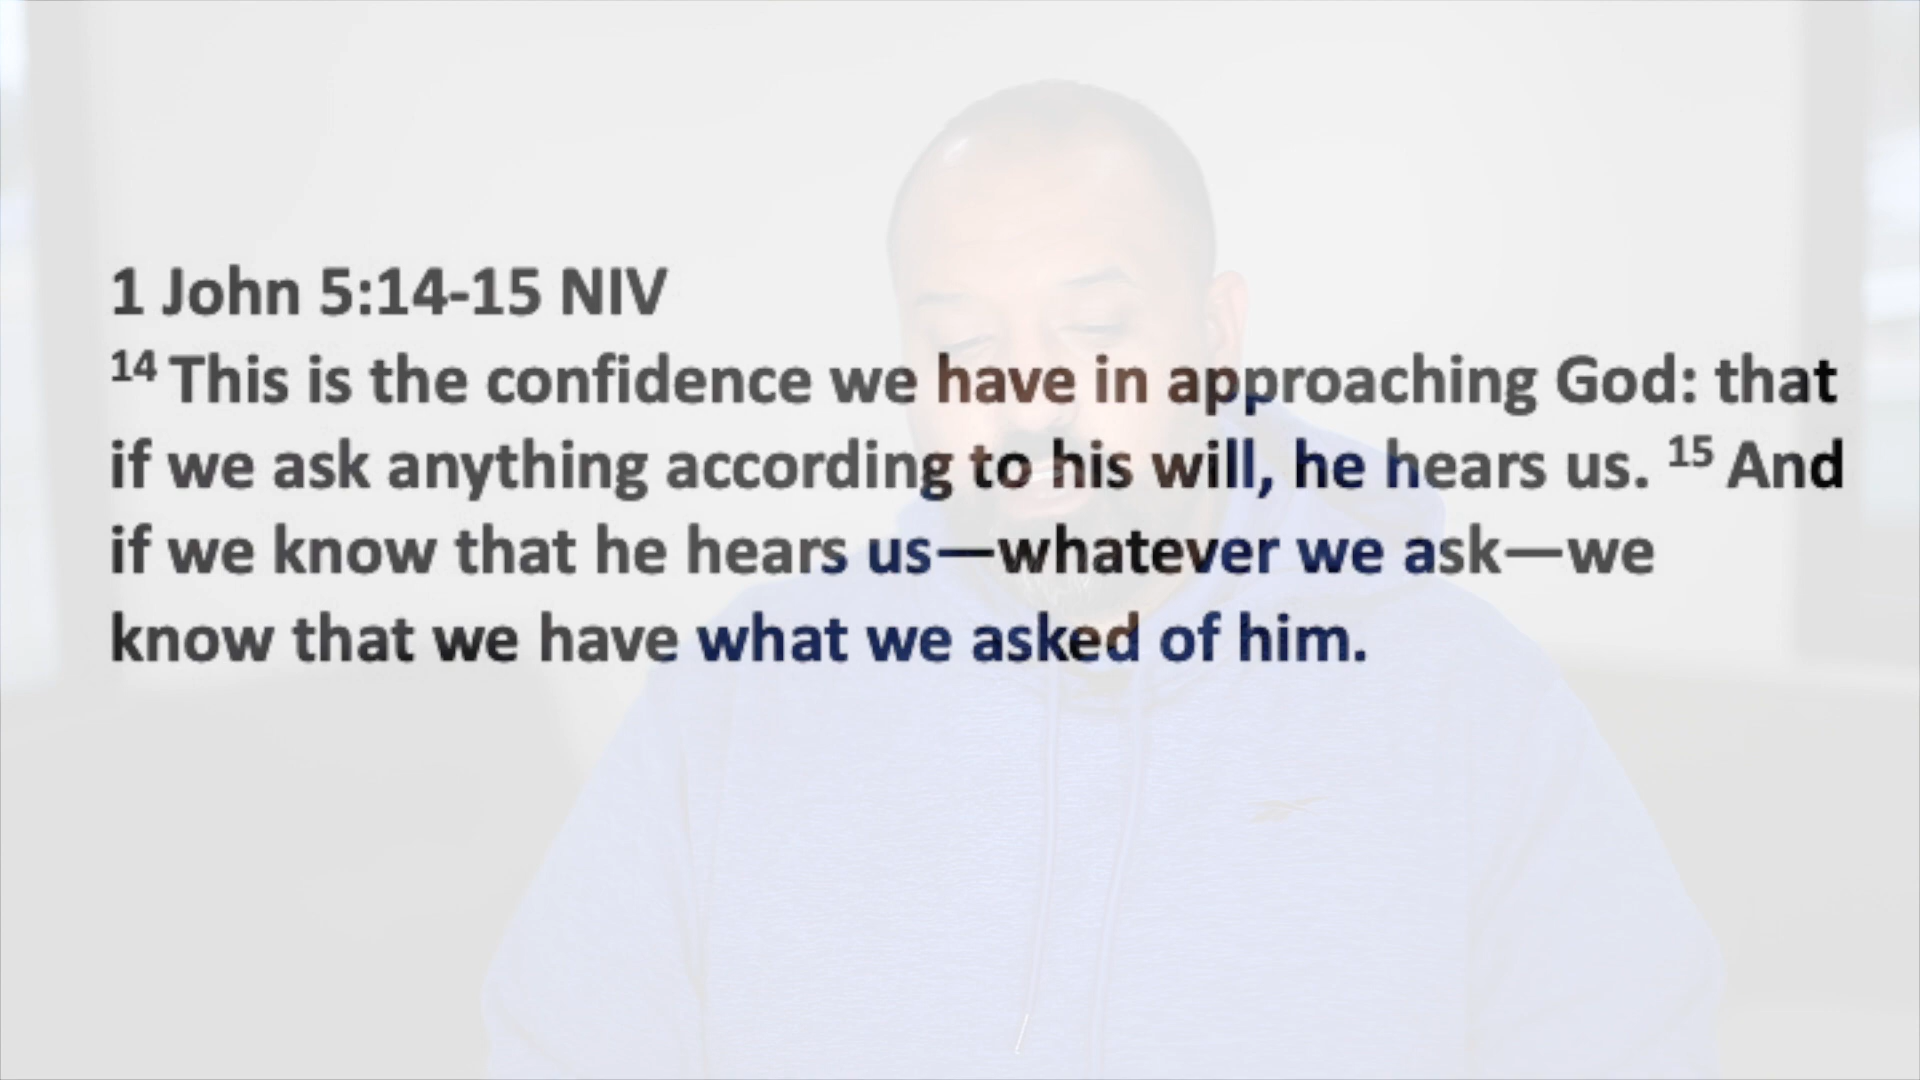 1 John 5:14-15 NIV
14 This is the confidence we have in approaching God: that
if we ask anything according to his will, he hears us. 15 And
if we know that he hears us—whatever we ask—we
know that we have what we asked of him.